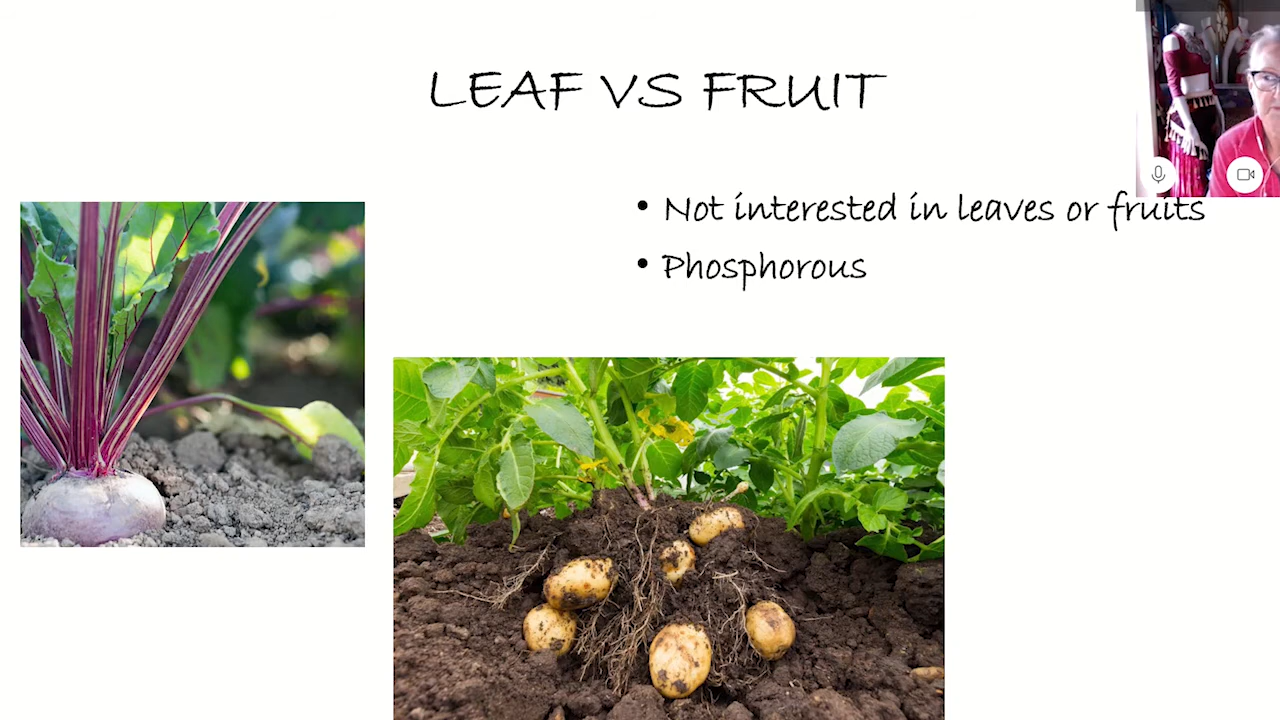 LEAF VS FRUIT
• Not interested in leaves or fruits
• Phosphorous